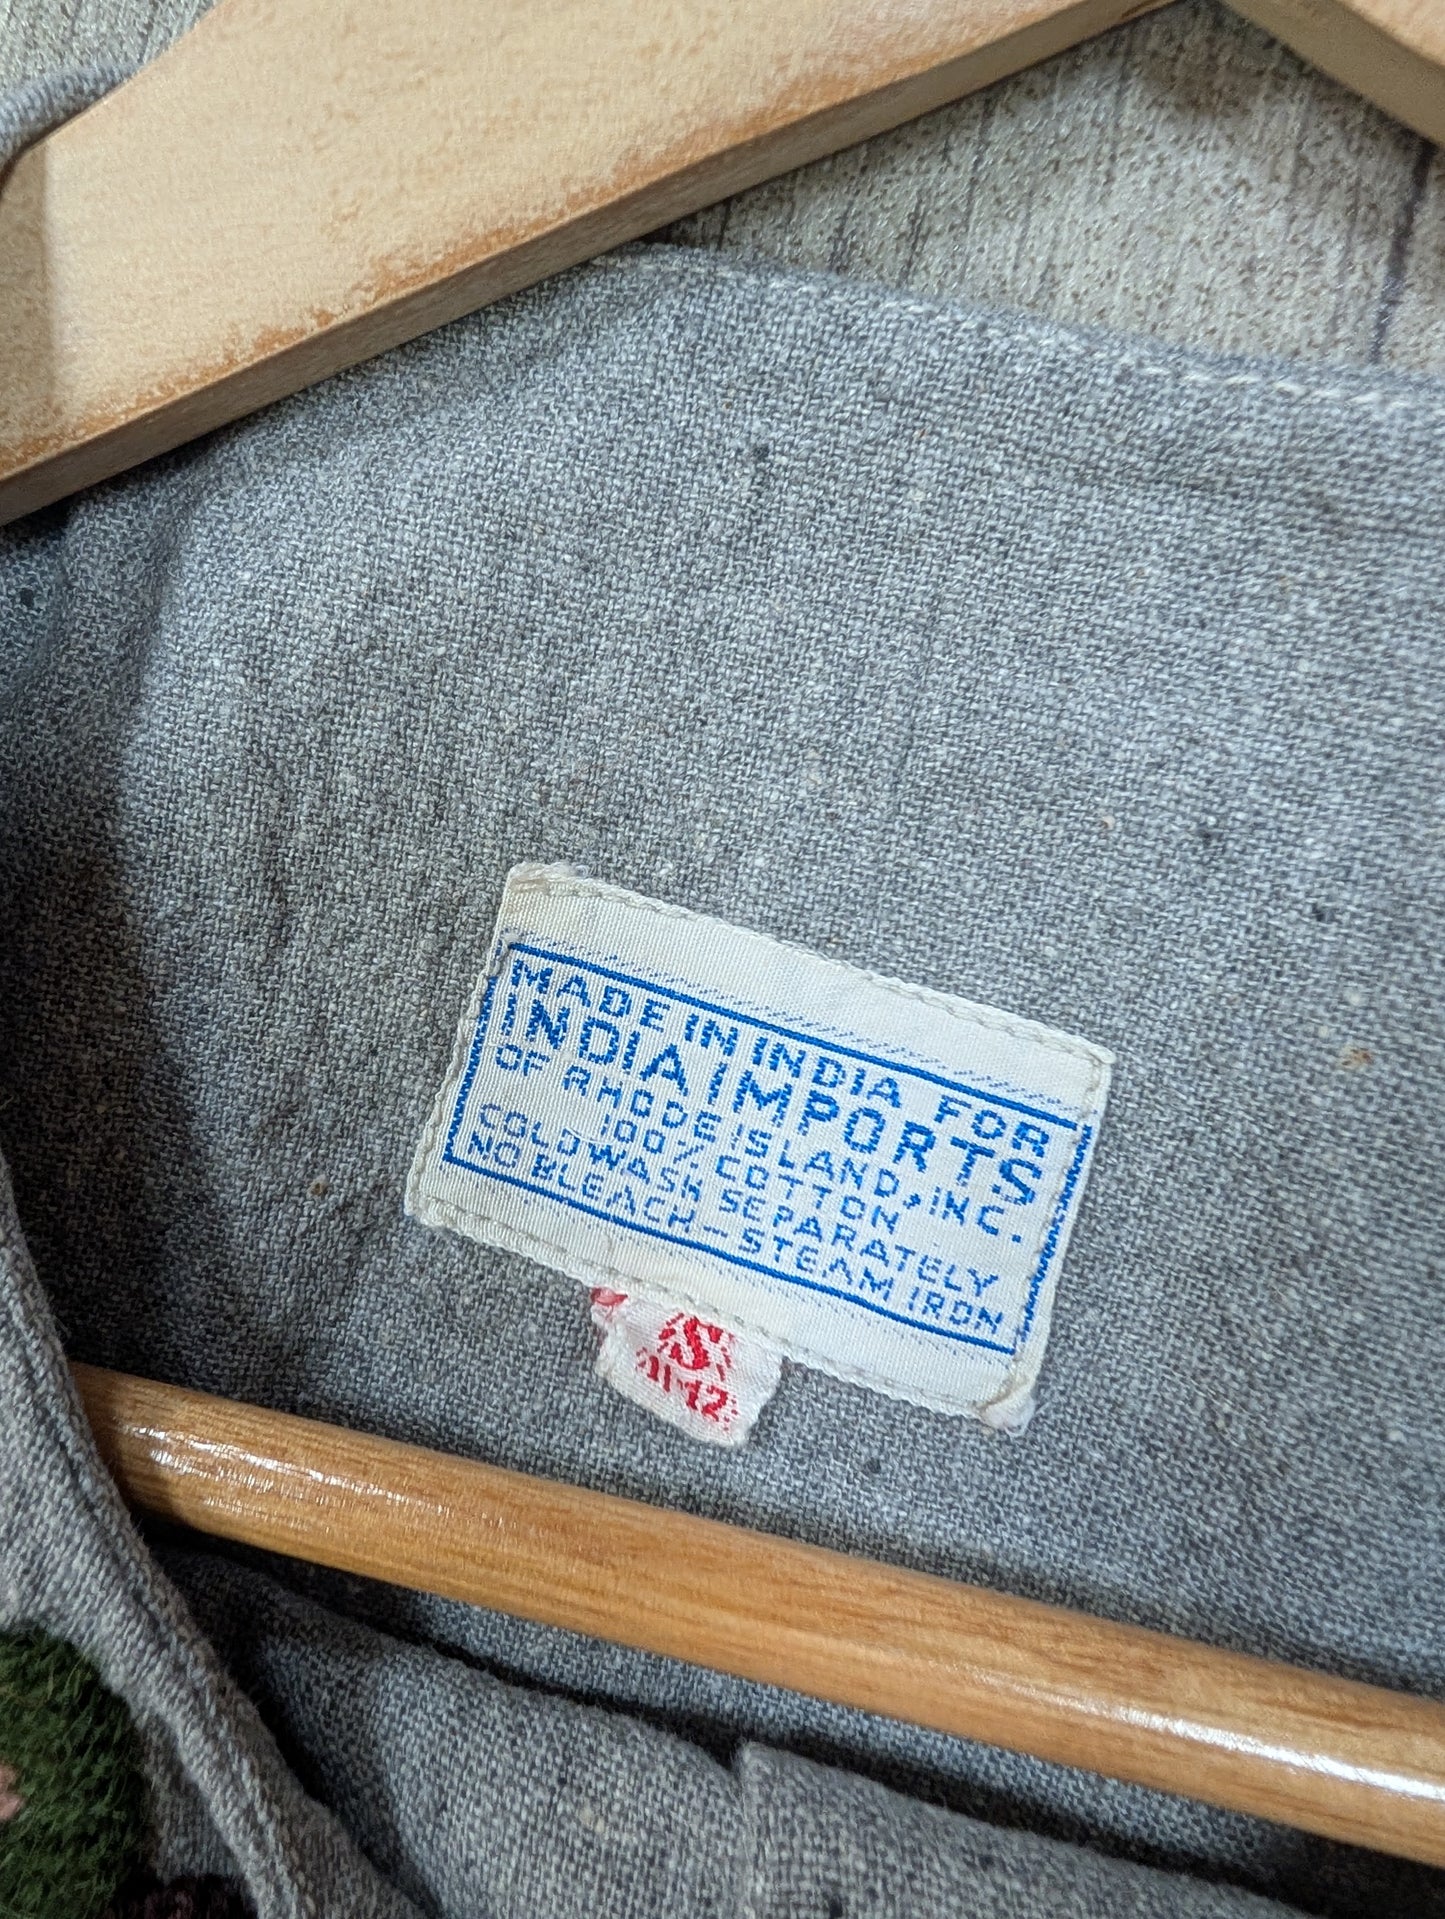 MADE IN INDIA FOR
INDIA IMPORTS
OF RHODE ISLAND, INC.
100% COTTON
COLD WASH SEPARATELY
NO BLEACH – STEAM IRON
S